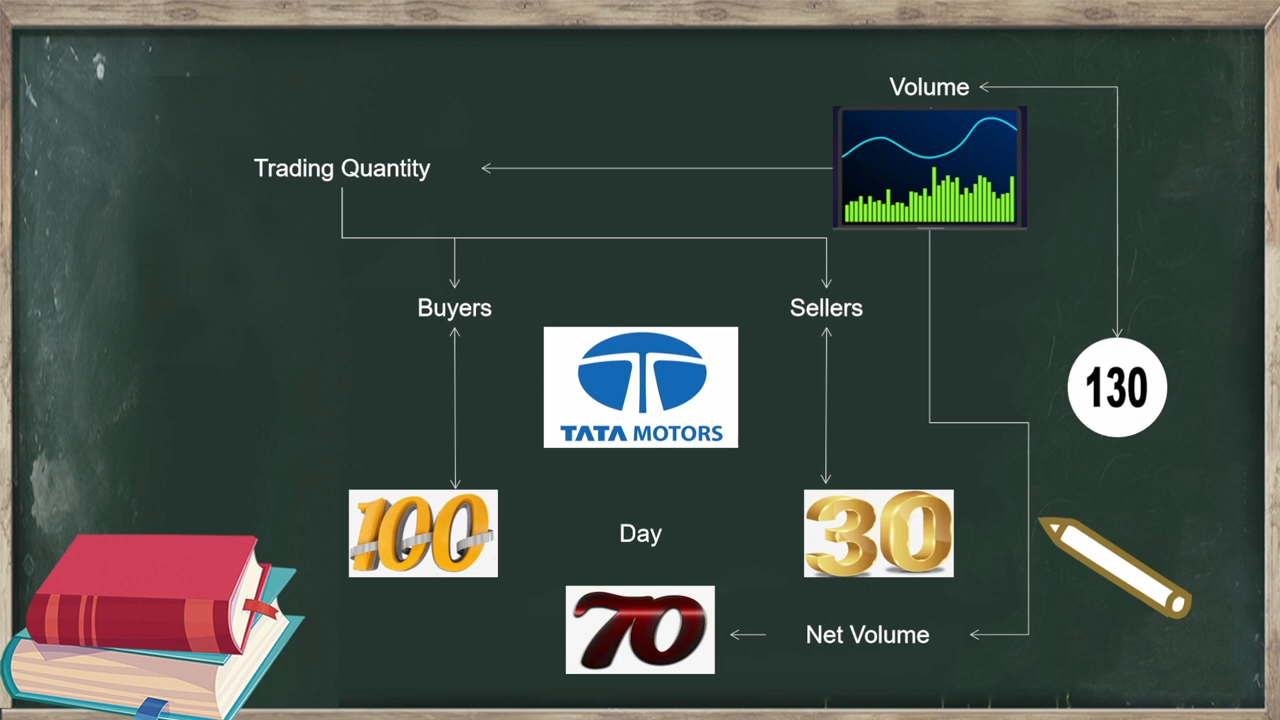 Volume
Trading Quantity
Buyers
Sellers
130
TATA MOTORS
100
Day
30
70
Net Volume